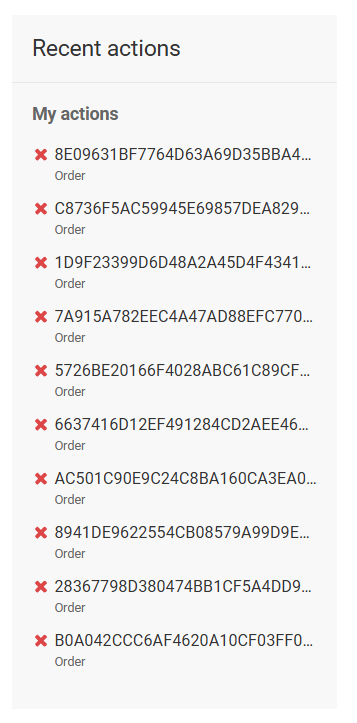 Recent actions
My actions
8E09631BF7764D63A69D35BBA4...
Order
C8736F5AC59945E69857DEA829...
Order
1D9F23399D6D48A2A45D4F4341...
Order
7A915A782EEC4A47AD88EFC770...
Order
5726BE20166F4028ABC61C89CF...
Order
6637416D12EF491284CD2AEE46...
Order
AC501C90E9C24C8BA160CA3EA0...
Order
8941DE9622554CB08579A99D9E...
Order
28367798D380474BB1CF5A4DD9...
Order
B0A042CCC6AF4620A10CF03FF0...
Order